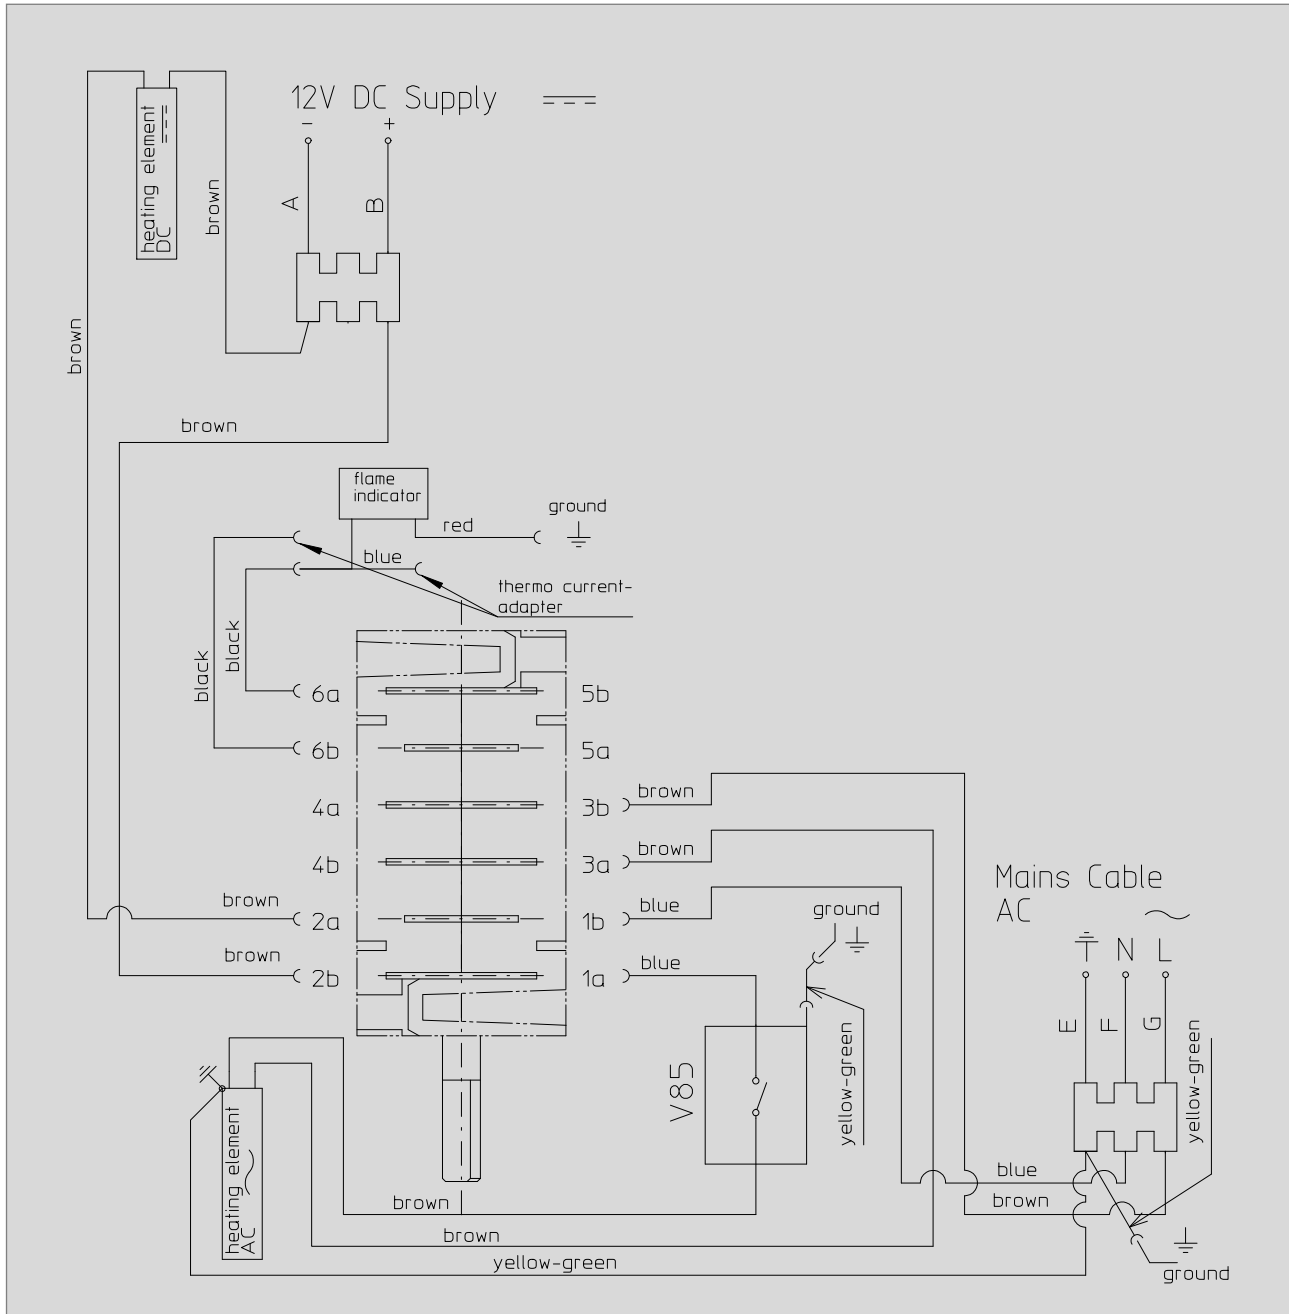 12V DC Supply
-
+
A
B
heating element
DC
brown
brown
brown
flame
indicator
ground
red
blue
thermo current-
adapter
black
black
6a
5b
6b
5a
4a
3b
brown
4b
3a
brown
brown
2a
1b
blue
brown
2b
1a
blue
ground
Mains Cable
AC
N
L
E
F
G
yellow-green
yellow-green
V85
heating element
AC
blue
brown
brown
brown
yellow-green
ground